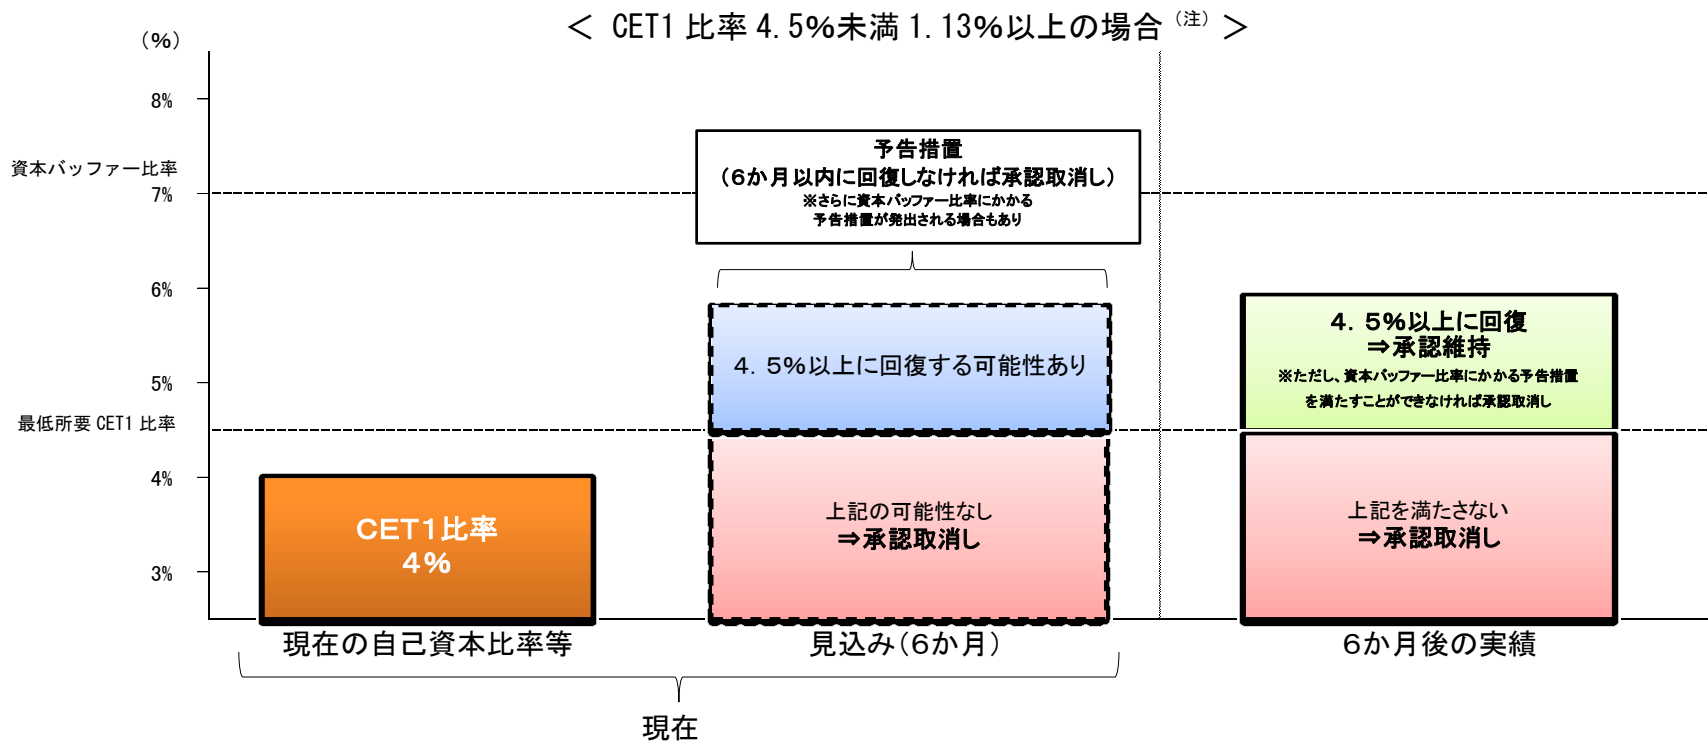 ＜ CET1 比率 4.5％未満 1.13％以上の場合（注）＞
（％）
8％
資本バッファー比率
7％
6％
5％
最低所要 CET1 比率
4％
3％
予告措置
（６か月以内に回復しなければ承認取消し）
※さらに資本バッファー比率にかかる
予告措置が発出される場合もあり
４．５％以上に回復する可能性あり
上記の可能性なし
⇒承認取消し
４．５％以上に回復
⇒承認維持
※ただし、資本バッファー比率にかかる予告措置
を満たすことができなければ承認取消し
上記を満たさない
⇒承認取消し
ＣＥＴ１比率
４％
現在の自己資本比率等
見込み（６か月）
６か月後の実績
現在